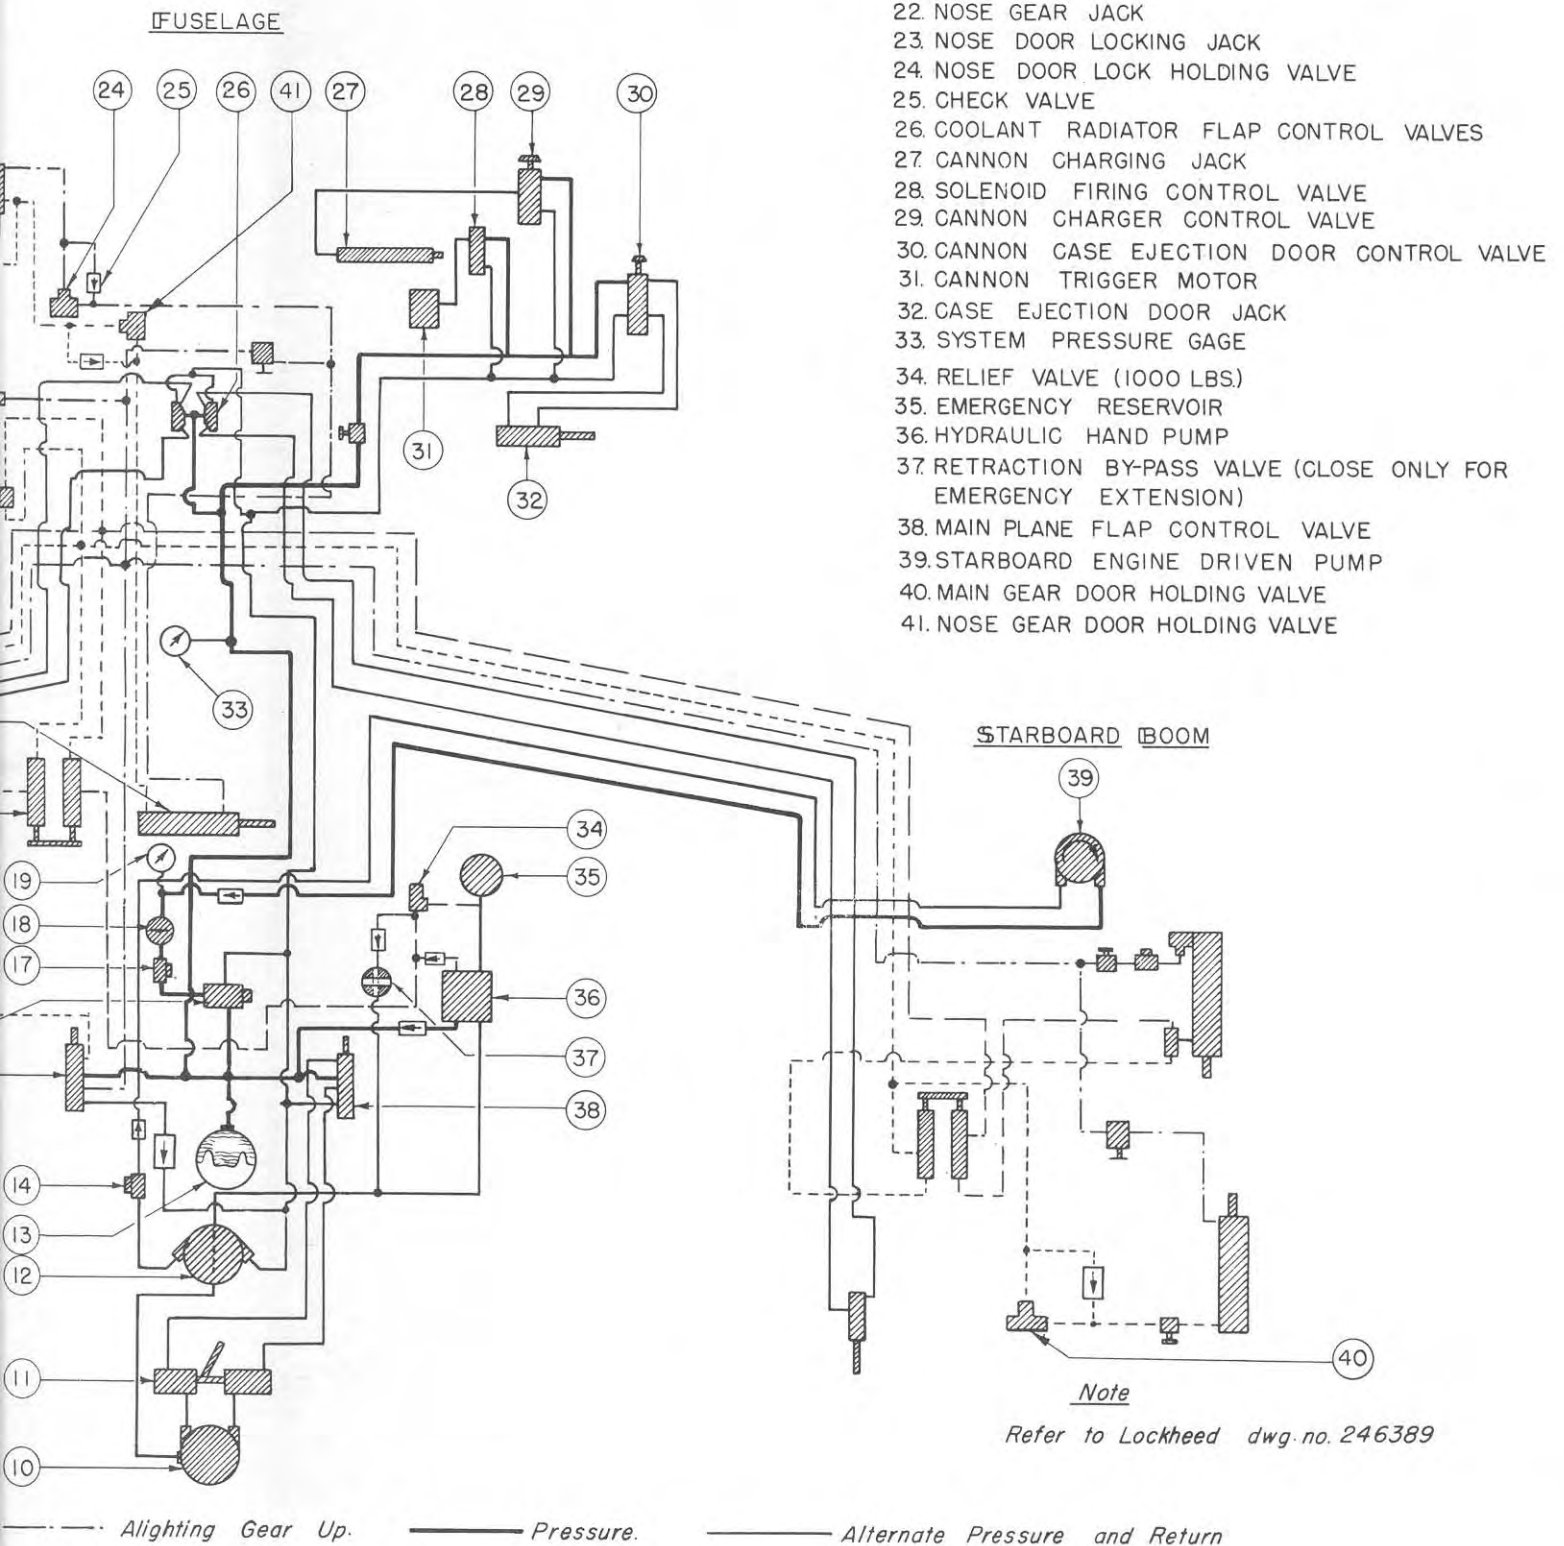 FUSELAGE
22. NOSE GEAR JACK
23. NOSE DOOR LOCKING JACK
24. NOSE DOOR LOCK HOLDING VALVE
25. CHECK VALVE
26. COOLANT RADIATOR FLAP CONTROL VALVES
27. CANNON CHARGING JACK
28. SOLENOID FIRING CONTROL VALVE
29. CANNON CHARGER CONTROL VALVE
30. CANNON CASE EJECTION DOOR CONTROL VALVE
31. CANNON TRIGGER MOTOR
32. CASE EJECTION DOOR JACK
33. SYSTEM PRESSURE GAGE
34. RELIEF VALVE (1000 LBS.)
35. EMERGENCY RESERVOIR
36. HYDRAULIC HAND PUMP
37. RETRACTION BY-PASS VALVE (CLOSE ONLY FOR
EMERGENCY EXTENSION)
38. MAIN PLANE FLAP CONTROL VALVE
39. STARBOARD ENGINE DRIVEN PUMP
40. MAIN GEAR DOOR HOLDING VALVE
41. NOSE GEAR DOOR HOLDING VALVE
24 25 26 41 27 28 29 30
31
32
33
STARBOARD BOOM
39
34
19
35
18
17
36
37
38
14
13
12
40
11
Note
Refer to Lockheed dwg. no. 246389
10
Alighting Gear Up. Pressure. Alternate Pressure and Return